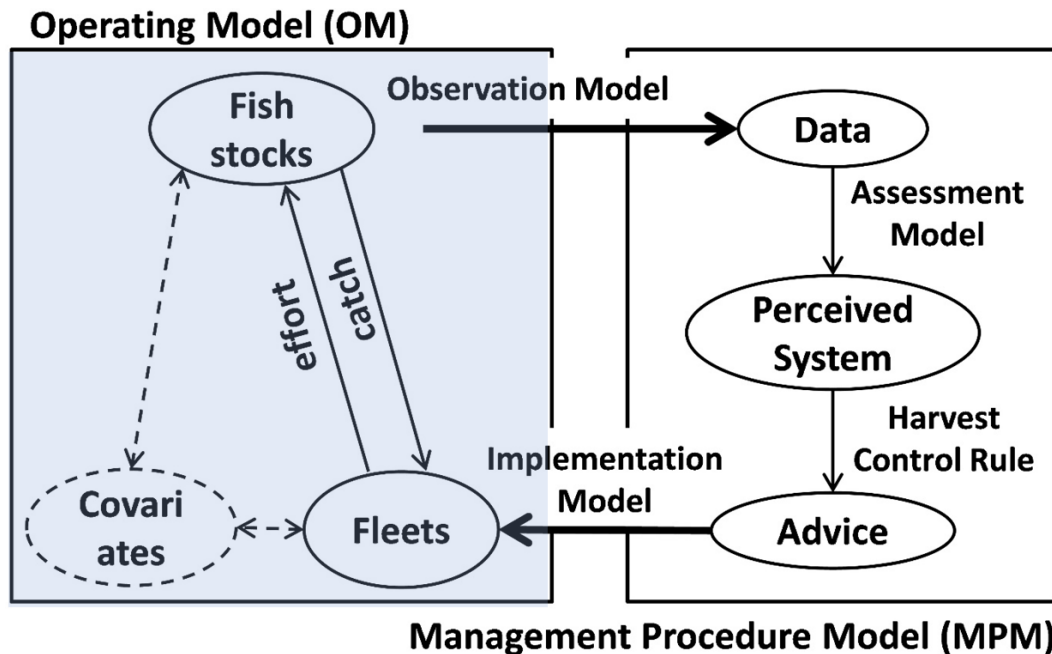 Operating Model (OM)
Fish
stocks
Observation Model
Data
Assessment
Model
effort
catch
Perceived
System
Harvest
Control Rule
Implementation
Model
Covari
ates
Fleets
Advice
Management Procedure Model (MPM)